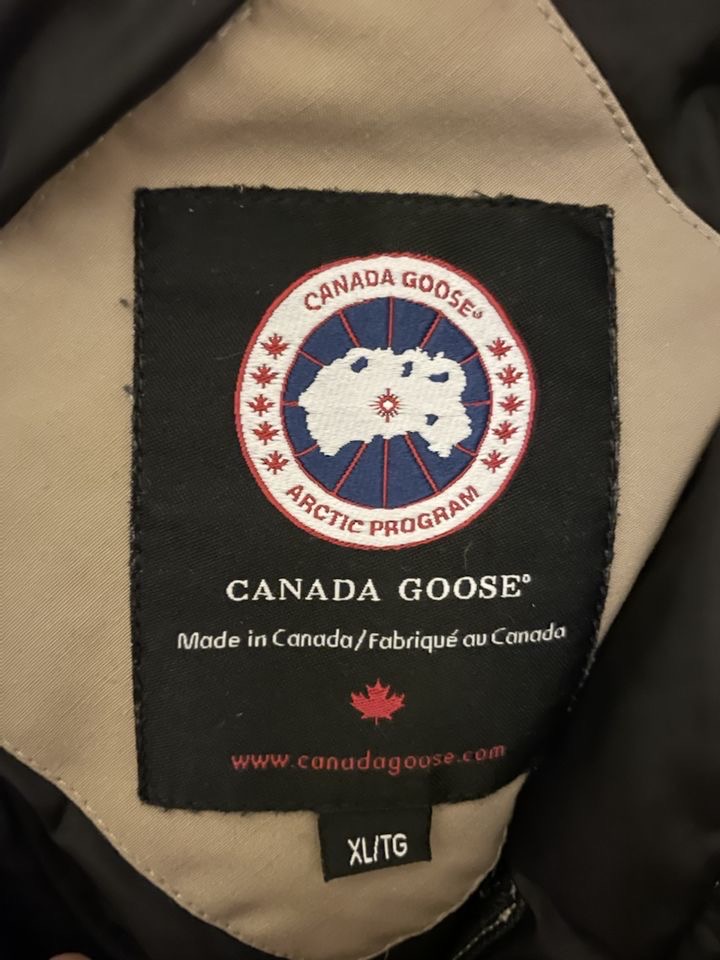 CANADA GOOSE®
ARCTIC PROGRAM
CANADA GOOSE®
Made in Canada/Fabriqué au Canada
www.canadagoose.com
XL/TG